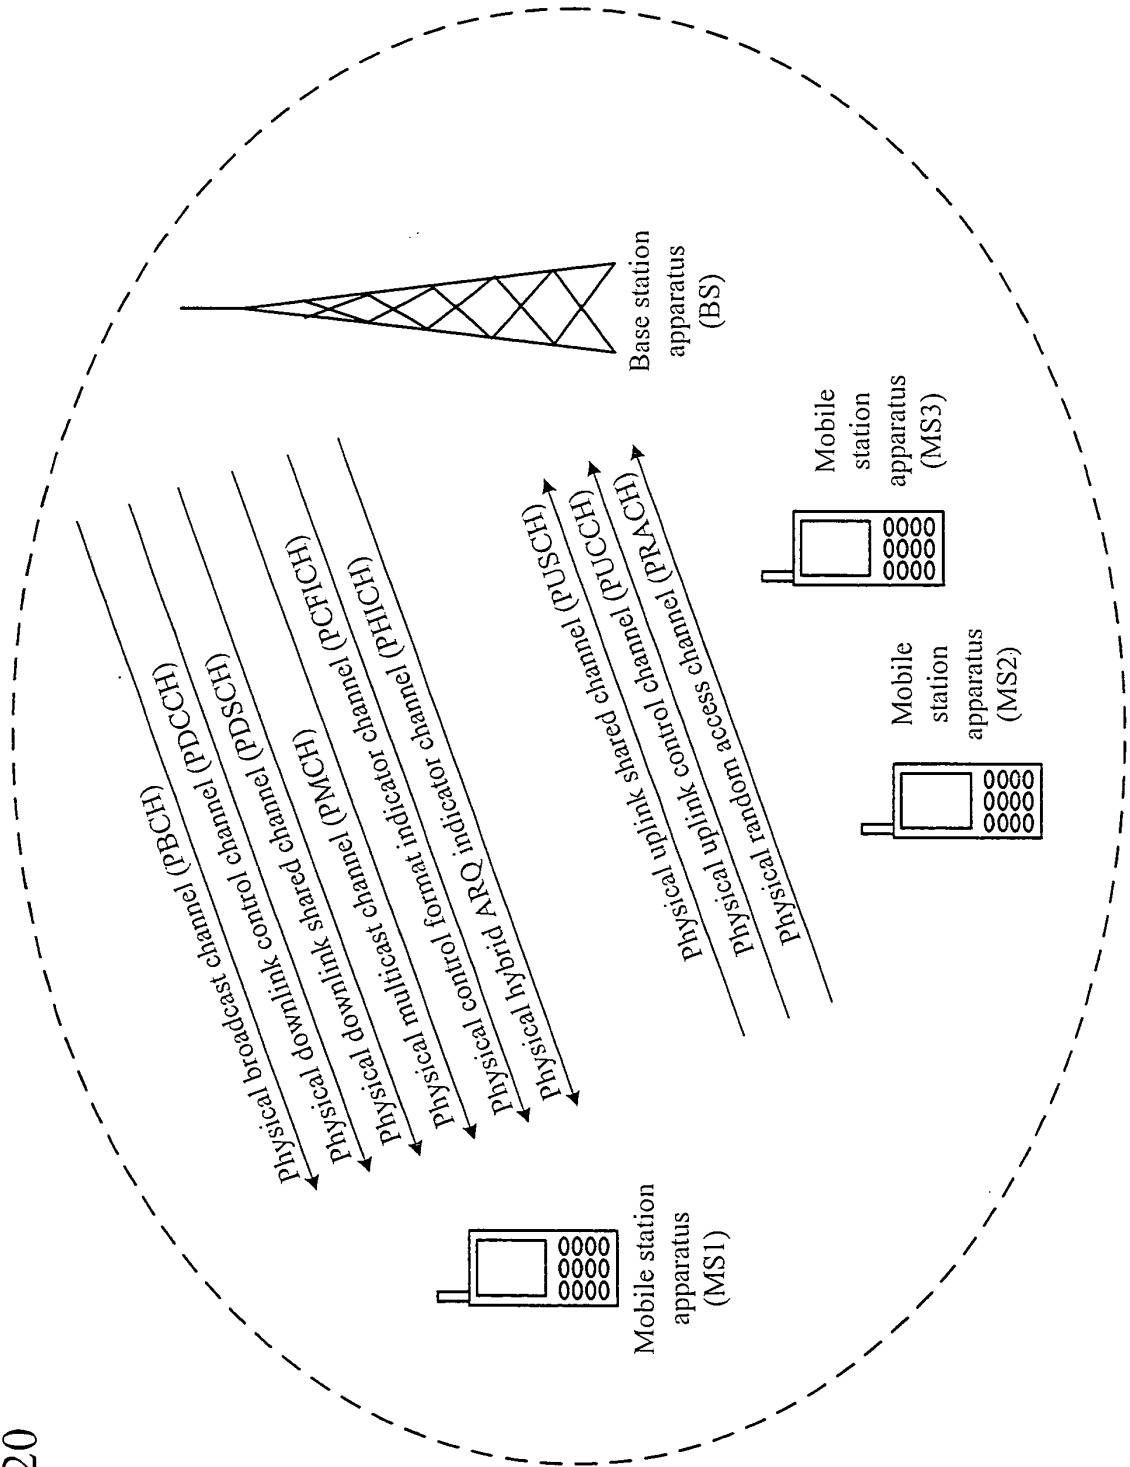 20
Physical broadcast channel (PBCH)
Physical downlink control channel (PDCCH)
Physical downlink shared channel (PDSCH)
Physical multicast channel (PMCH)
Physical control format indicator channel (PCFICH)
Physical hybrid ARQ indicator channel (PHICH)
Base station
apparatus
(BS)
Mobile station
apparatus
(MS1)
Physical uplink shared channel (PUSCH)
Physical uplink control channel (PUCCH)
Physical random access channel (PRACH)
Mobile
station
apparatus
(MS3)
Mobile
station
apparatus
(MS2)